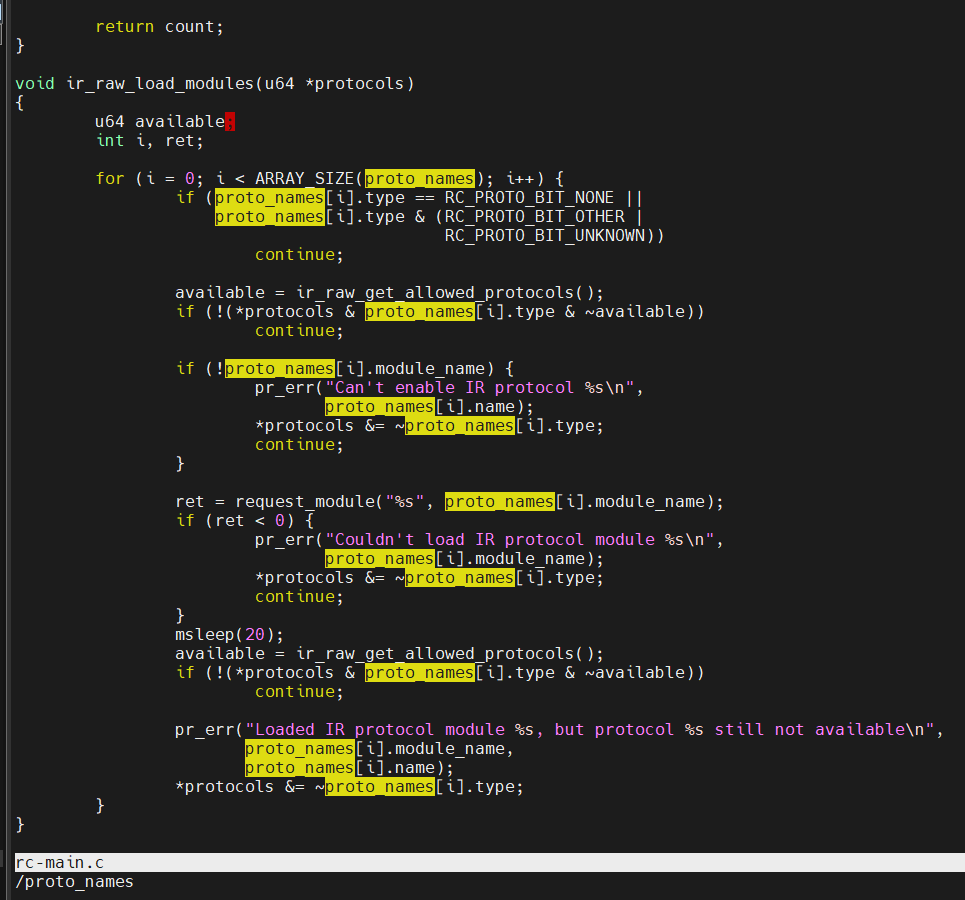 return count;
}

void ir_raw_load_modules(u64 *protocols)
{
        u64 available;
        int i, ret;

        for (i = 0; i < ARRAY_SIZE(proto_names); i++) {
                if (proto_names[i].type == RC_PROTO_BIT_NONE ||
                    proto_names[i].type & (RC_PROTO_BIT_OTHER |
                                           RC_PROTO_BIT_UNKNOWN))
                        continue;

                available = ir_raw_get_allowed_protocols();
                if (!(*protocols & proto_names[i].type & ~available))
                        continue;

                if (!proto_names[i].module_name) {
                        pr_err("Can't enable IR protocol %s\n",
                               proto_names[i].name);
                        *protocols &= ~proto_names[i].type;
                        continue;
                }

                ret = request_module("%s", proto_names[i].module_name);
                if (ret < 0) {
                        pr_err("Couldn't load IR protocol module %s\n",
                               proto_names[i].module_name);
                        *protocols &= ~proto_names[i].type;
                        continue;
                }
                msleep(20);
                available = ir_raw_get_allowed_protocols();
                if (!(*protocols & proto_names[i].type & ~available))
                        continue;

                pr_err("Loaded IR protocol module %s, but protocol %s still not available\n",
                       proto_names[i].module_name,
                       proto_names[i].name);
                *protocols &= ~proto_names[i].type;
        }
}
rc-main.c
/proto_names